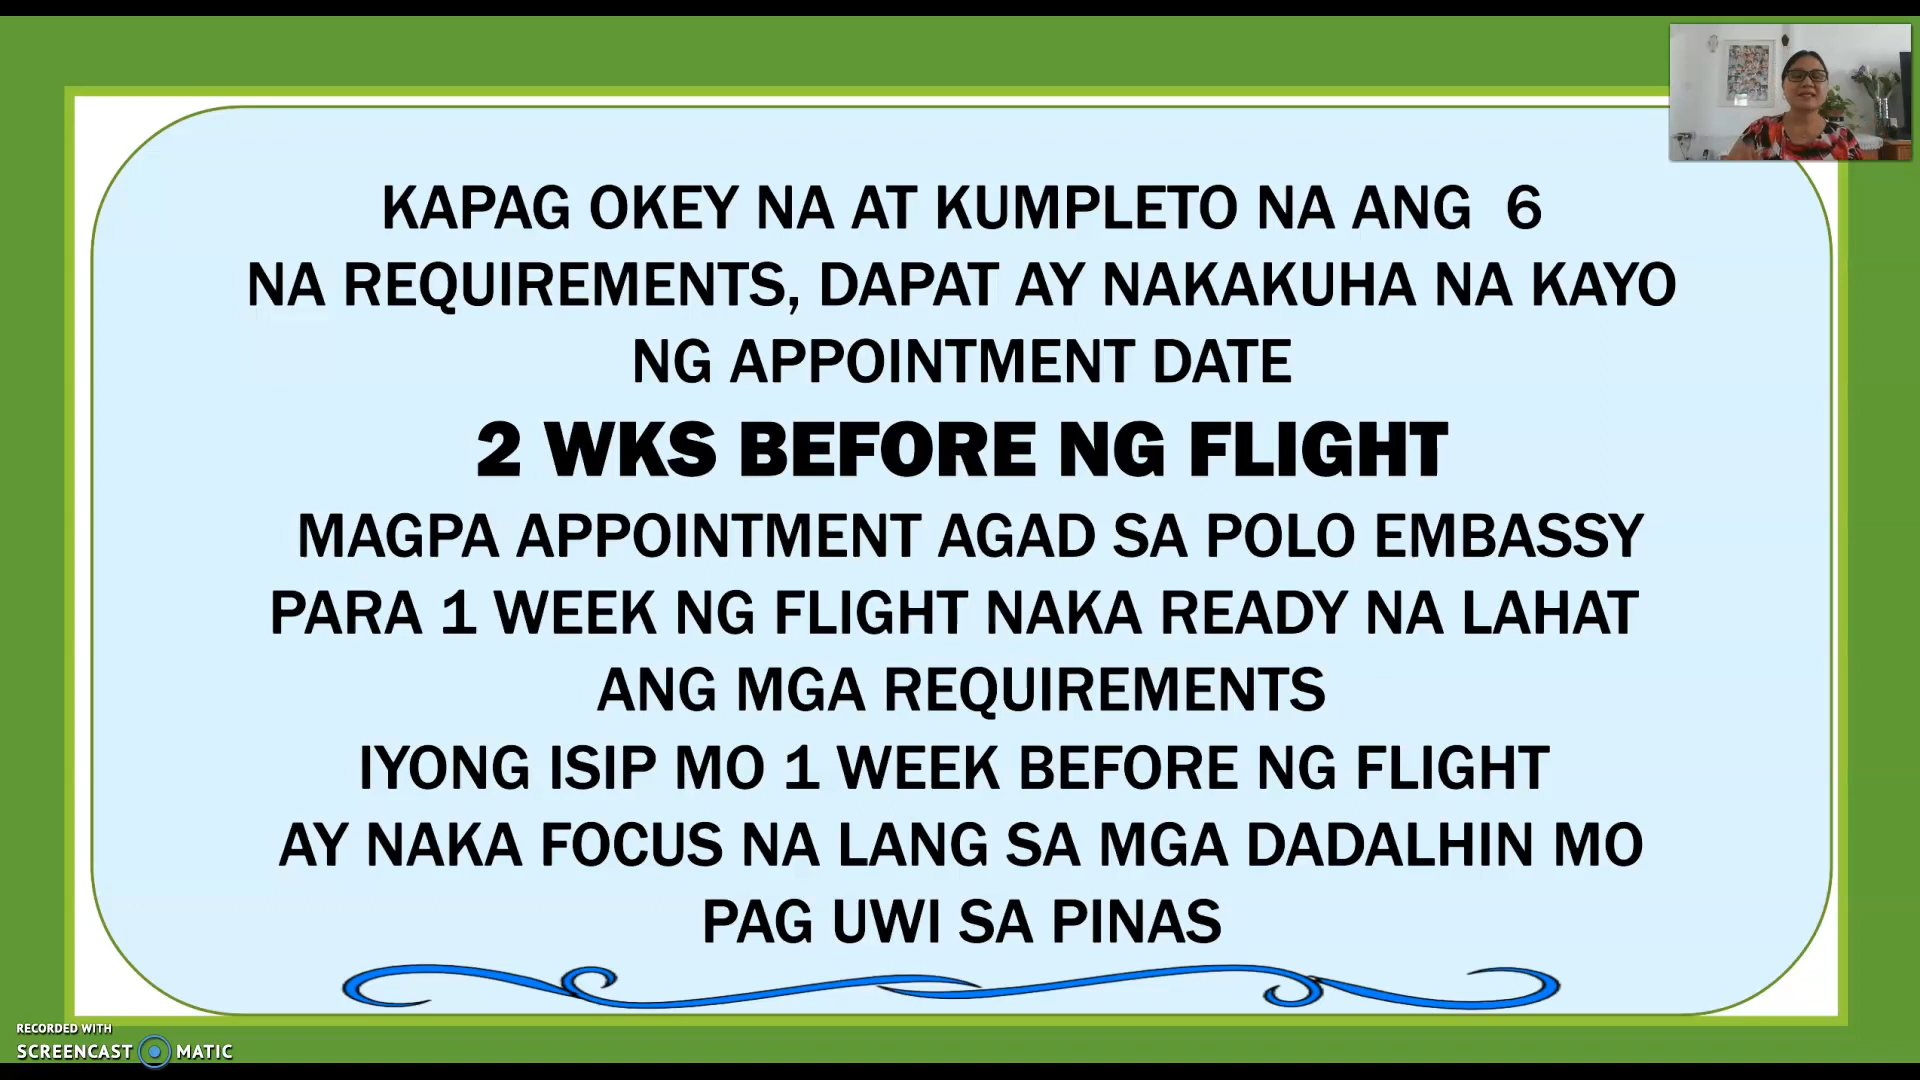 KAPAG OKEY NA AT KUMPLETO NA ANG 6
NA REQUIREMENTS, DAPAT AY NAKAKUHA NA KAYO
NG APPOINTMENT DATE
2 WKS BEFORE NG FLIGHT
MAGPA APPOINTMENT AGAD SA POLO EMBASSY
PARA 1 WEEK NG FLIGHT NAKA READY NA LAHAT
ANG MGA REQUIREMENTS
IYONG ISIP MO 1 WEEK BEFORE NG FLIGHT
AY NAKA FOCUS NA LANG SA MGA DADALHIN MO
PAG UWI SA PINAS
RECORDED WITH
SCREENCAST MATIC